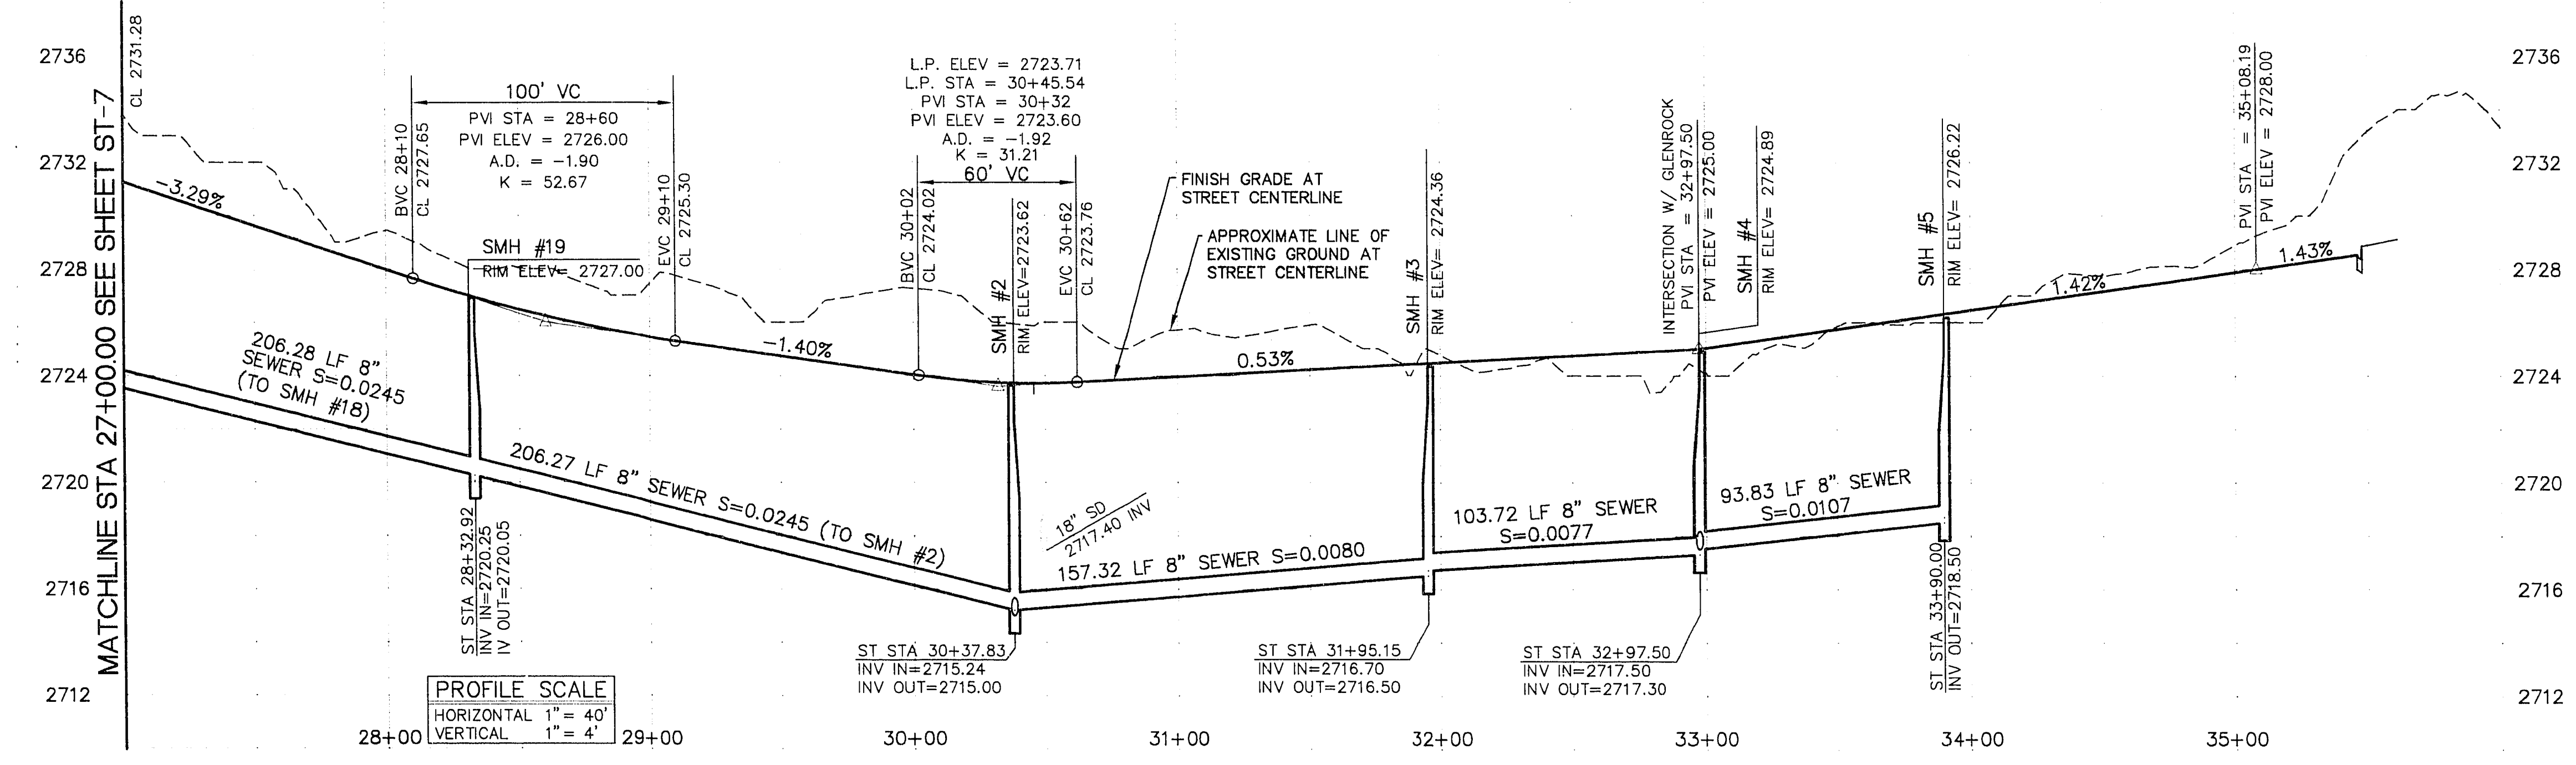 MATCHLINE STA 27+00.00 SEE SHEET ST-7
2736
2732
2728
2724
2720
2716
2712
CL 2731.28
-3.29%
BVC 28+10
CL 2727.65
100' VC
PVI STA = 28+60
PVI ELEV = 2726.00
A.D. = -1.90
K = 52.67
EVC 29+10
CL 2725.30
SMH #19
RIM ELEV= 2727.00
206.28 LF 8"
SEWER S=0.0245
(TO SMH #18)
ST STA 28+32.92
INV IN=2720.25
IV OUT=2720.05
206.27 LF 8" SEWER S=0.0245 (TO SMH #2)
-1.40%
L.P. ELEV = 2723.71
L.P. STA = 30+45.54
PVI STA = 30+32
PVI ELEV = 2723.60
A.D. = -1.92
K = 31.21
60' VC
BVC 30+02
CL 2724.02
SMH #2
RIM ELEV=2723.62
EVC 30+62
CL 2723.76
FINISH GRADE AT
STREET CENTERLINE
APPROXIMATE LINE OF
EXISTING GROUND AT
STREET CENTERLINE
0.53%
18" SD
2717.40 INV
157.32 LF 8" SEWER S=0.0080
ST STA 30+37.83
INV IN=2715.24
INV OUT=2715.00
SMH #3
RIM ELEV= 2724.36
ST STA 31+95.15
INV IN=2716.70
INV OUT=2716.50
103.72 LF 8" SEWER
S=0.0077
INTERSECTION W/ GLENROCK
PVI STA = 32+97.50
PVI ELEV = 2725.00
SMH #4
RIM ELEV= 2724.89
ST STA 32+97.50
INV IN=2717.50
INV OUT=2717.30
93.83 LF 8" SEWER
S=0.0107
SMH #5
RIM ELEV= 2726.22
ST STA 33+90.00
INV OUT=2718.50
1.42%
PVI STA = 35+08.19
PVI ELEV = 2728.00
1.43%
2736
2732
2728
2724
2720
2716
2712
PROFILE SCALE
HORIZONTAL 1" = 40'
VERTICAL 1" = 4'
28+00
29+00
30+00
31+00
32+00
33+00
34+00
35+00